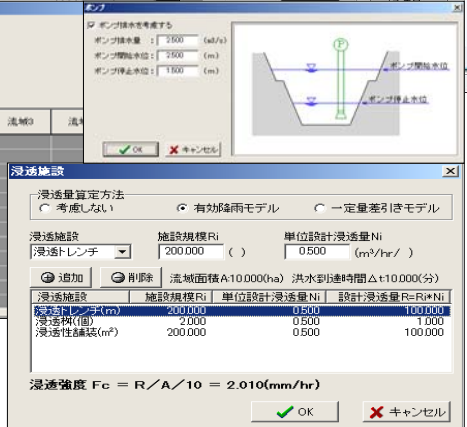 ポンプ
ポンプ排水を考慮する
ポンプ排水量 : 2.500 (m3/s)
ポンプ開始水位: 2.500 (m)
ポンプ停止水位: 1.500 (m)
P
ポンプ開始水位
ポンプ停止水位
OK キャンセル
流域3
浸透施設
浸透量算定方法
考慮しない 有効降雨モデル 一定量差引きモデル
浸透施設 施設規模Ri 単位設計浸透量Ni
浸透トレンチ 200.000 ( ) 0.500 (m³/hr/ )
追加 削除 流域面積A:10.000(ha) 洪水到達時間△t:10.000(分)
浸透施設 施設規模Ri 単位設計浸透量Ni 設計浸透量R=Ri*Ni
浸透トレンチ(m) 200.000 0.500 100.000
浸透桝(個) 2.000 0.500 1.000
浸透性舗装(m²) 200.000 0.500 100.000
浸透強度 Fc = R/A/10 = 2.010(mm/hr)
OK キャンセル